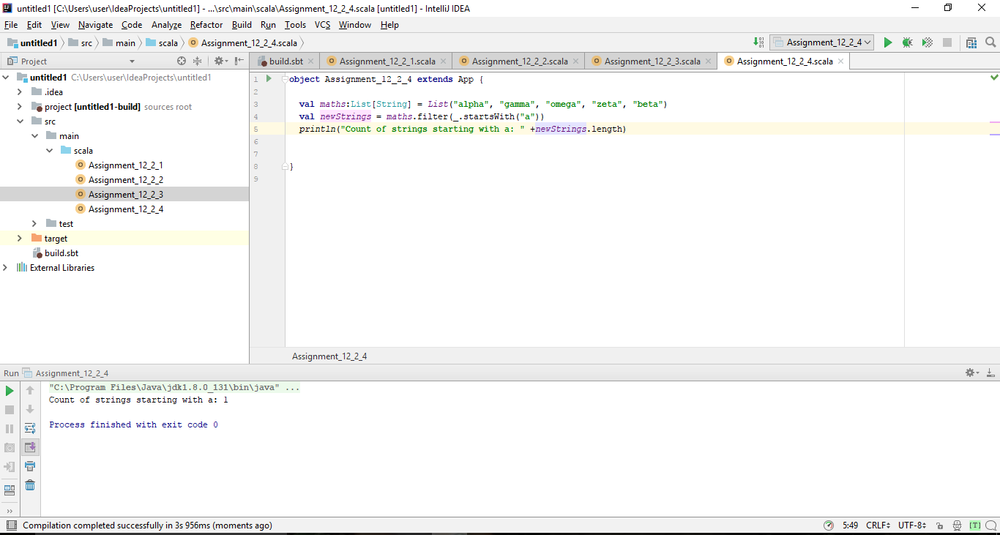 untitled1 [C:\Users\user\IdeaProjects\untitled1] - ...\src\main\scala\Assignment_12_2_4.scala [untitled1] - IntelliJ IDEA
File Edit View Navigate Code Analyze Refactor Build Run Tools VCS Window Help
untitled1 src main scala Assignment_12_2_4.scala Assignment_12_2_4
Project
build.sbt Assignment_12_2_1.scala Assignment_12_2_2.scala Assignment_12_2_3.scala Assignment_12_2_4.scala
untitled1 C:\Users\user\IdeaProjects\untitled1
.idea
project [untitled1-build] sources root
src
main
scala
Assignment_12_2_1
Assignment_12_2_2
Assignment_12_2_3
Assignment_12_2_4
test
target
build.sbt
External Libraries
1 object Assignment_12_2_4 extends App {
2
3 val maths:List[String] = List("alpha", "gamma", "omega", "zeta", "beta")
4 val newStrings = maths.filter(_.startsWith("a"))
5 println("Count of strings starting with a: " +newStrings.length)
6
7
8 }
9
Assignment_12_2_4
Run Assignment_12_2_4
"C:\Program Files\Java\jdk1.8.0_131\bin\java" ...
Count of strings starting with a: 1
Process finished with exit code 0
Compilation completed successfully in 3s 956ms (moments ago) 5:49 CRLF UTF-8 [T]